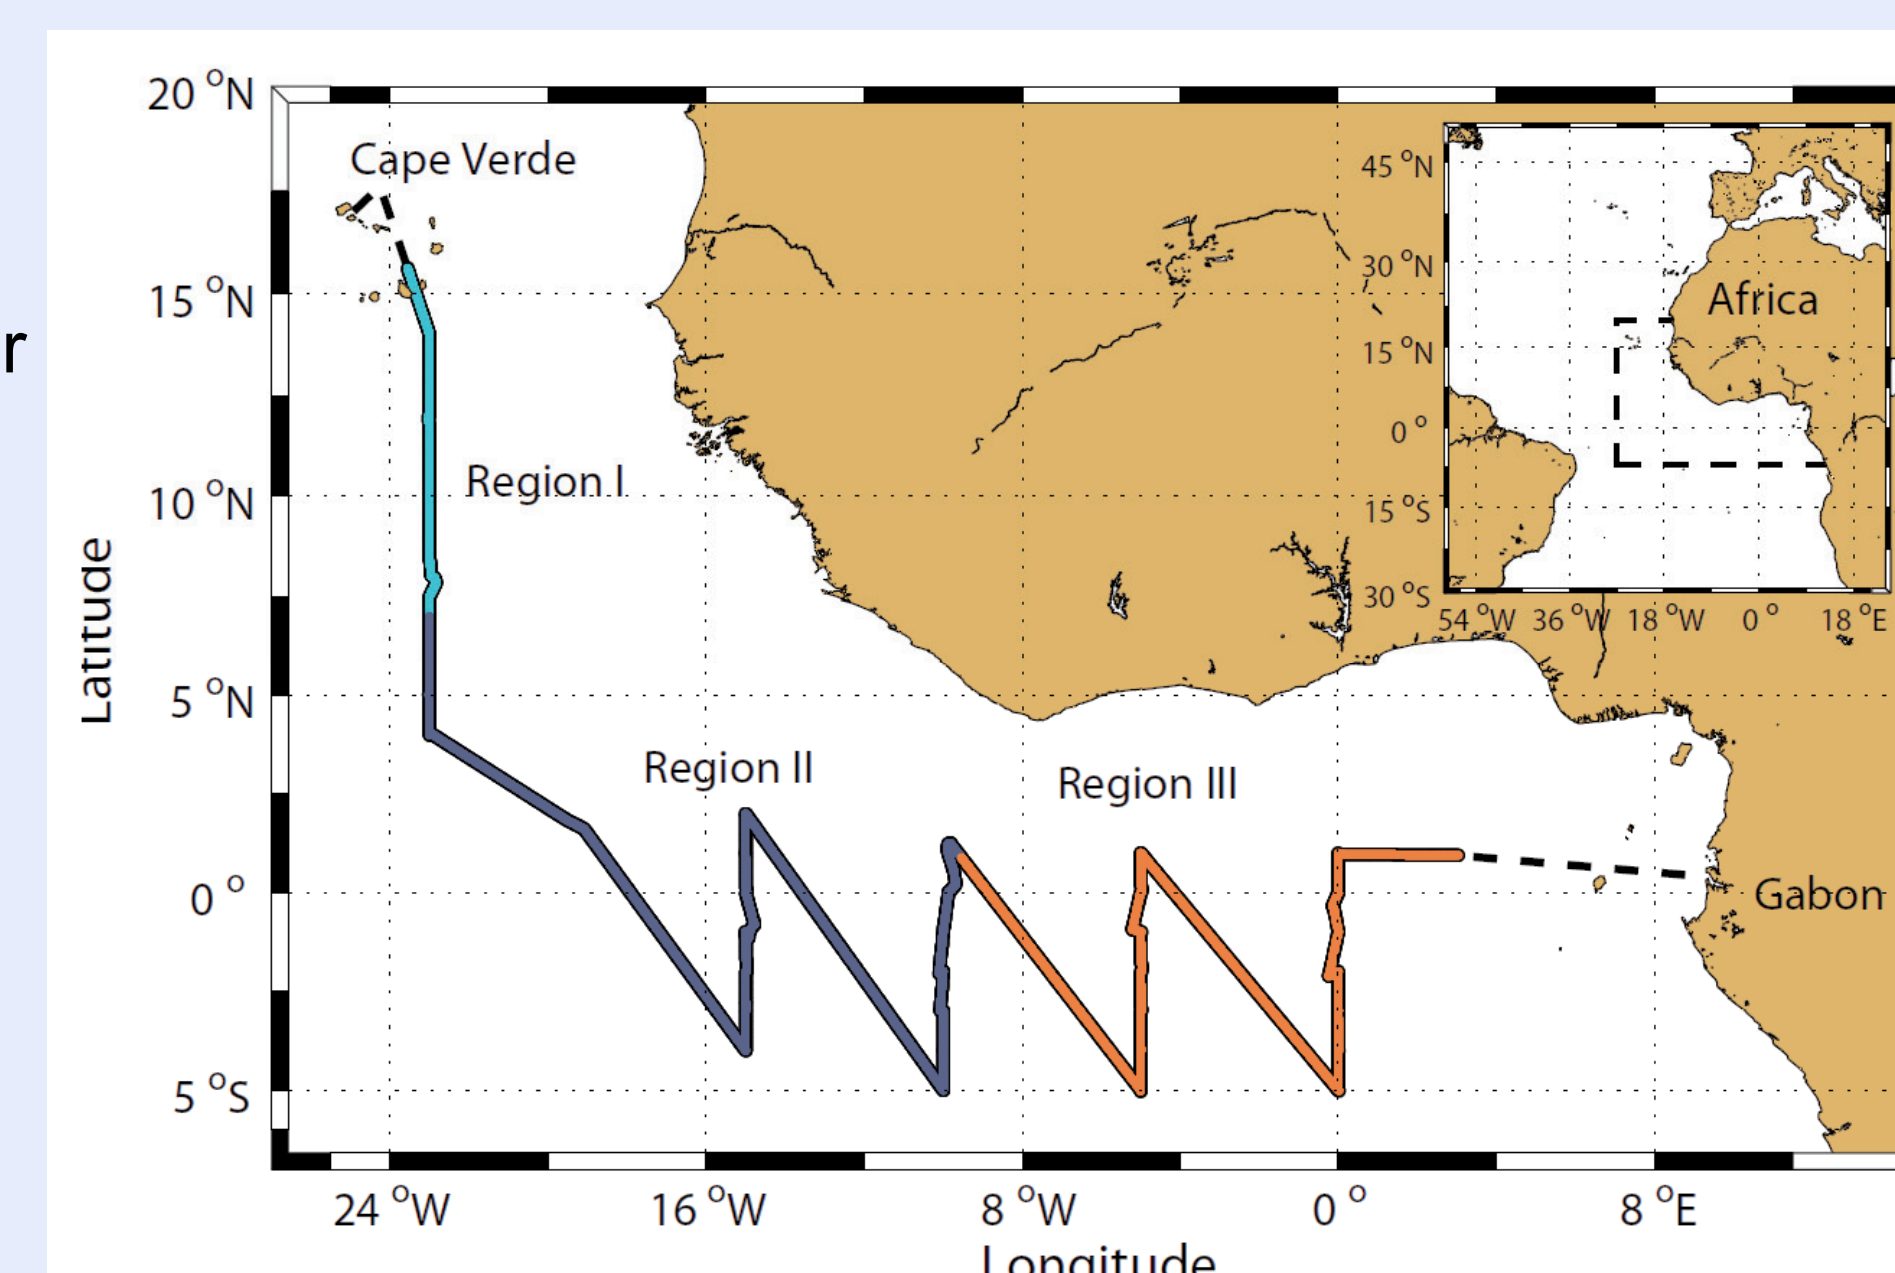 20 °N
Cape Verde
45 °N
30 °N
Africa
15 °N
r
15 °N
0 °
Region I
10 °N
15 °S
Latitude
30 °S
54 °W 36 °W 18 °W 0 ° 18 °E
5 °N
Region II
Region III
0 °
Gabon
5 °S
24 °W 16 °W 8 °W 0 ° 8 °E
Longitude